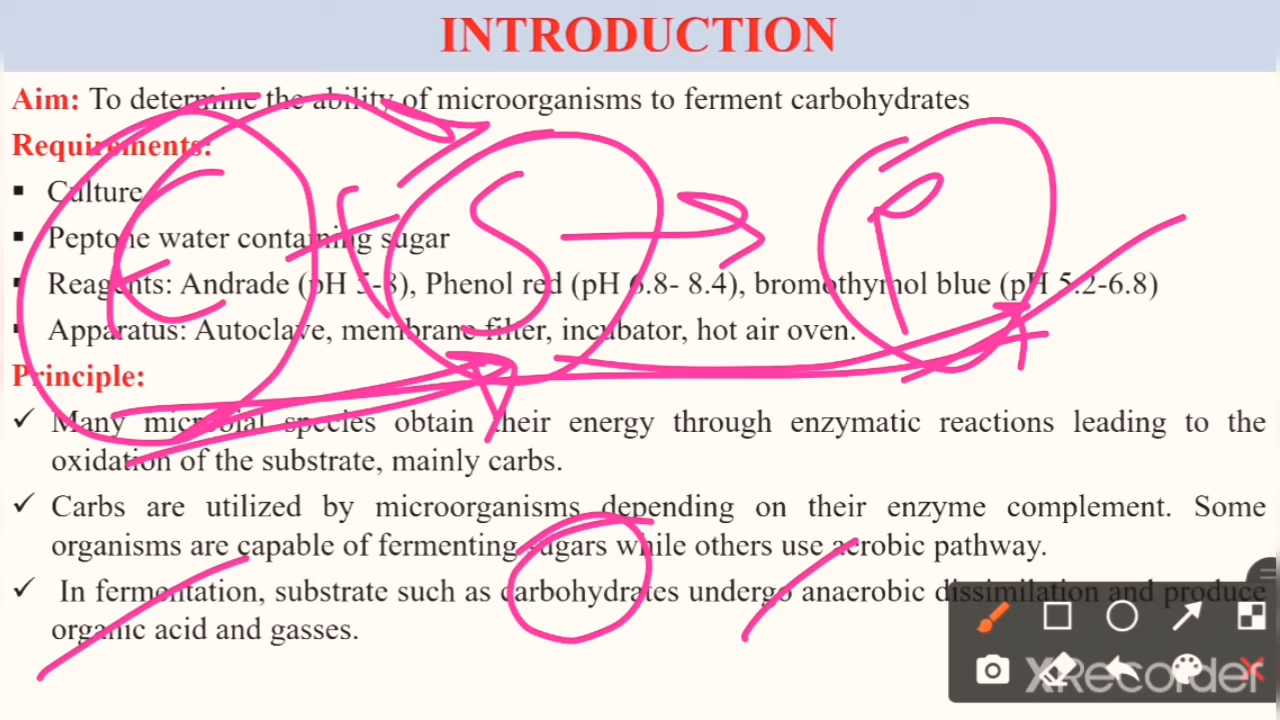 INTRODUCTION
Aim: To determine the ability of microorganisms to ferment carbohydrates
Requirements:
▪ Culture
▪ Peptone water containing sugar
▪ Reagents: Andrade (pH 5-8), Phenol red (pH 6.8- 8.4), bromothymol blue (pH 5.2-6.8)
▪ Apparatus: Autoclave, membrane filter, incubator, hot air oven.
E + S → P
Principle:
✓ Many microbial species obtain their energy through enzymatic reactions leading to the
oxidation of the substrate, mainly carbs.
✓ Carbs are utilized by microorganisms depending on their enzyme complement. Some
organisms are capable of fermenting sugars while others use aerobic pathway.
✓ In fermentation, substrate such as carbohydrates undergo anaerobic dissimilation and produce
organic acid and gasses.
XRecorder